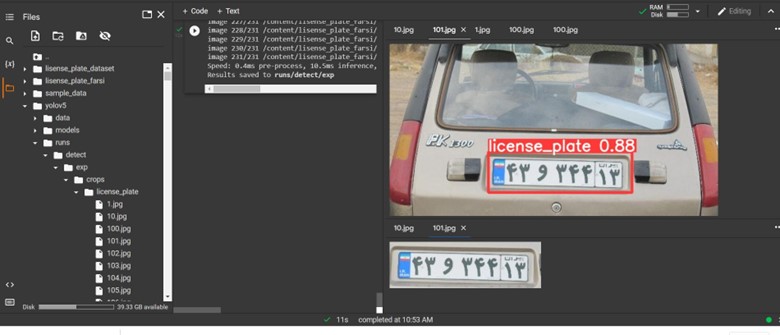 Files
..
lisense_plate_dataset
lisense_plate_farsi
sample_data
yolov5
data
models
runs
detect
exp
crops
license_plate
1.jpg
10.jpg
100.jpg
101.jpg
102.jpg
103.jpg
104.jpg
105.jpg
Disk 39.33 GB available
+ Code + Text
image 228/231 /content/lisense_plate_farsi/
image 229/231 /content/lisense_plate_farsi/
image 230/231 /content/lisense_plate_farsi/
image 231/231 /content/lisense_plate_farsi/
Speed: 0.4ms pre-process, 10.5ms inference,
Results saved to runs/detect/exp
RAM
Disk
Editing
10.jpg 101.jpg × 1.jpg 100.jpg 100.jpg
PK 1300
license_plate 0.88
۴۳ و ۳۴۴ ۱۳
10.jpg 101.jpg ×
۴۳ و ۳۴۴ ۱۳
11s completed at 10:53 AM